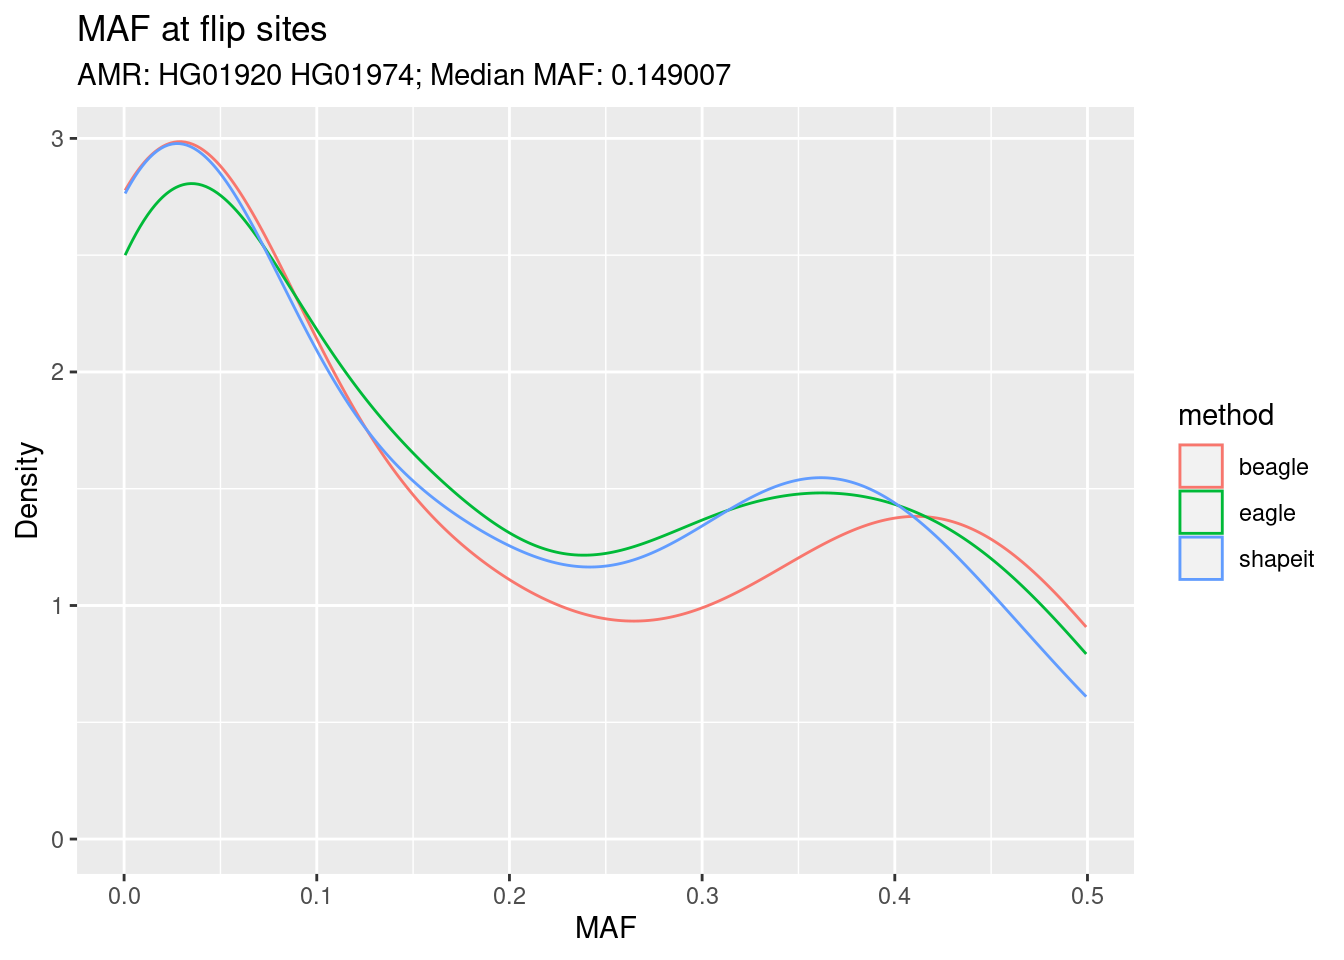 MAF at flip sites
AMR: HG01920 HG01974; Median MAF: 0.149007
3
2
1
0
Density
0.0 0.1 0.2 0.3 0.4 0.5
MAF
method
beagle
eagle
shapeit